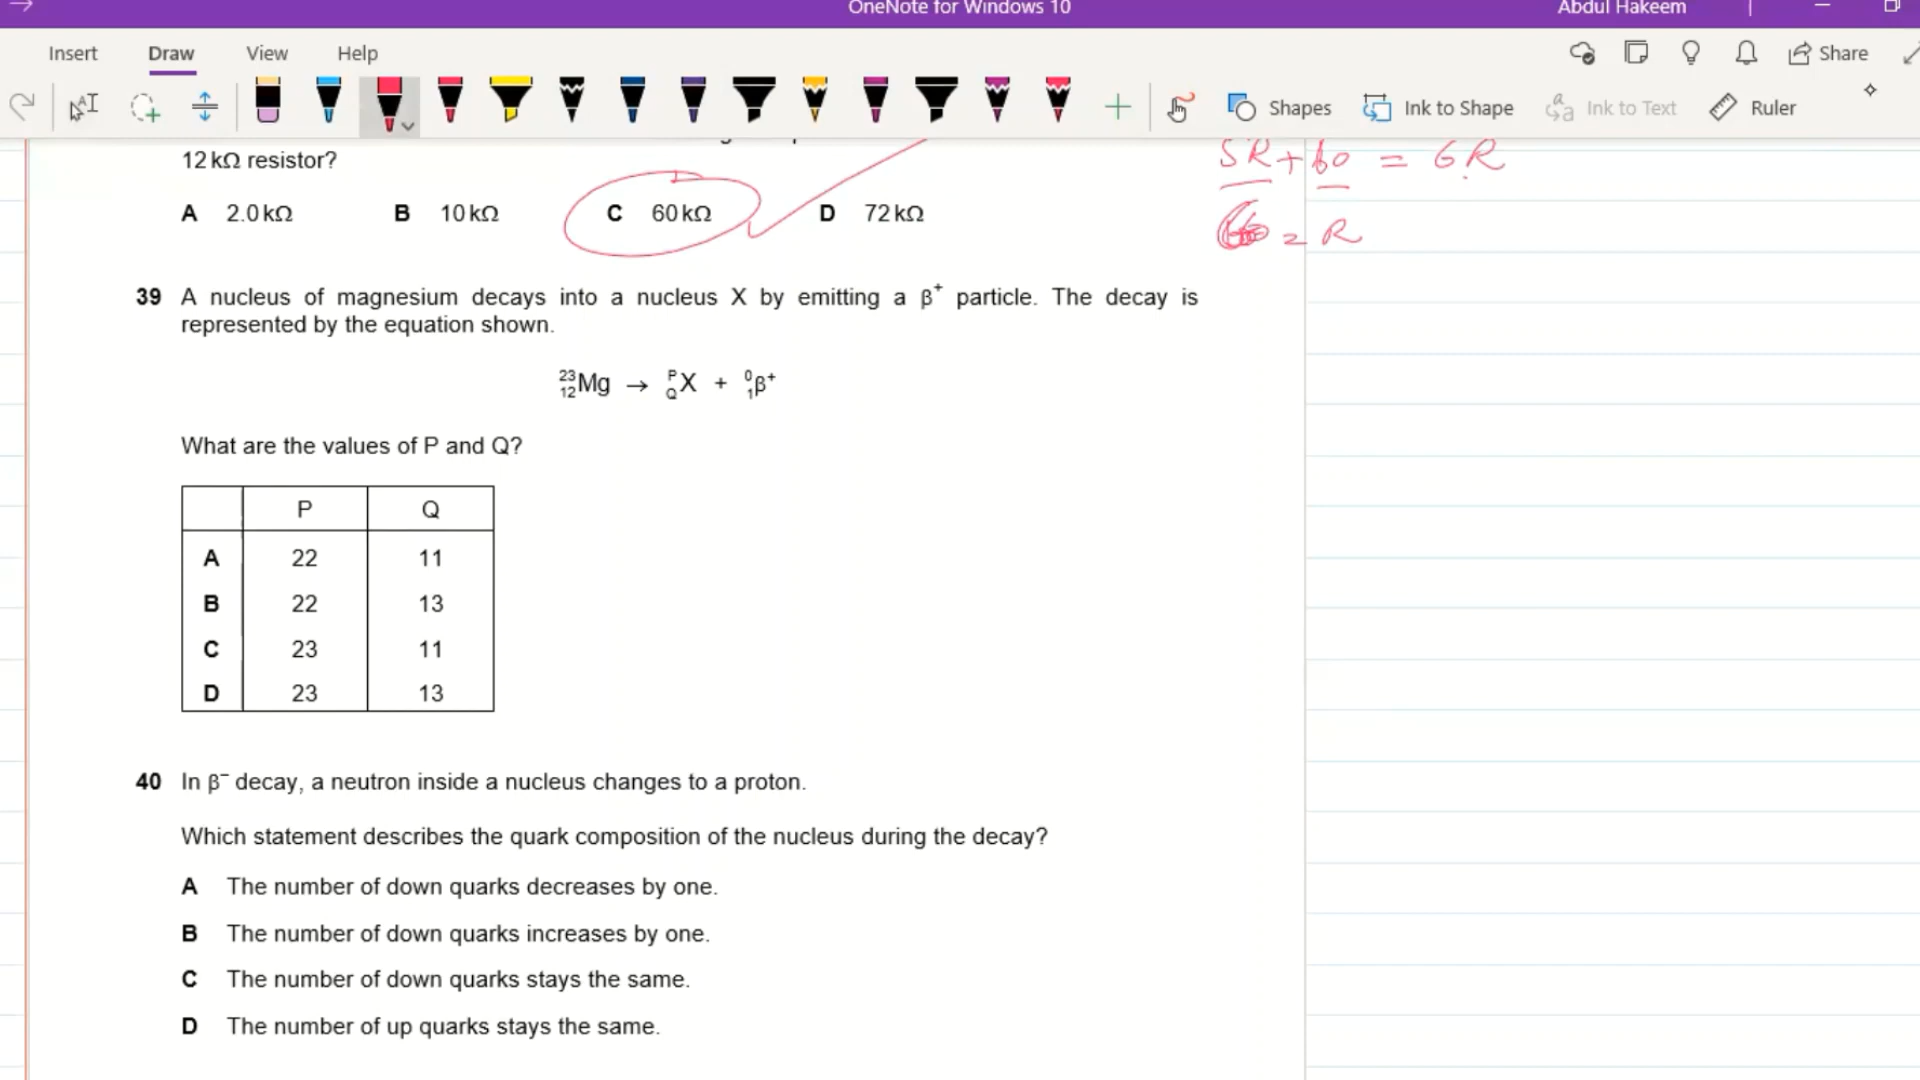 OneNote for Windows 10
Abdul Hakeem
Insert Draw View Help
Share
Shapes Ink to Shape Ink to Text Ruler
12 kΩ resistor?
A 2.0 kΩ B 10 kΩ C 60 kΩ D 72 kΩ
5R + 60 = 6R
= R
39 A nucleus of magnesium decays into a nucleus X by emitting a β⁺ particle. The decay is
represented by the equation shown.
²³₁₂Mg → ᴾQX + ⁰₁β⁺
What are the values of P and Q?
P Q
A 22 11
B 22 13
C 23 11
D 23 13
40 In β⁻ decay, a neutron inside a nucleus changes to a proton.
Which statement describes the quark composition of the nucleus during the decay?
A The number of down quarks decreases by one.
B The number of down quarks increases by one.
C The number of down quarks stays the same.
D The number of up quarks stays the same.